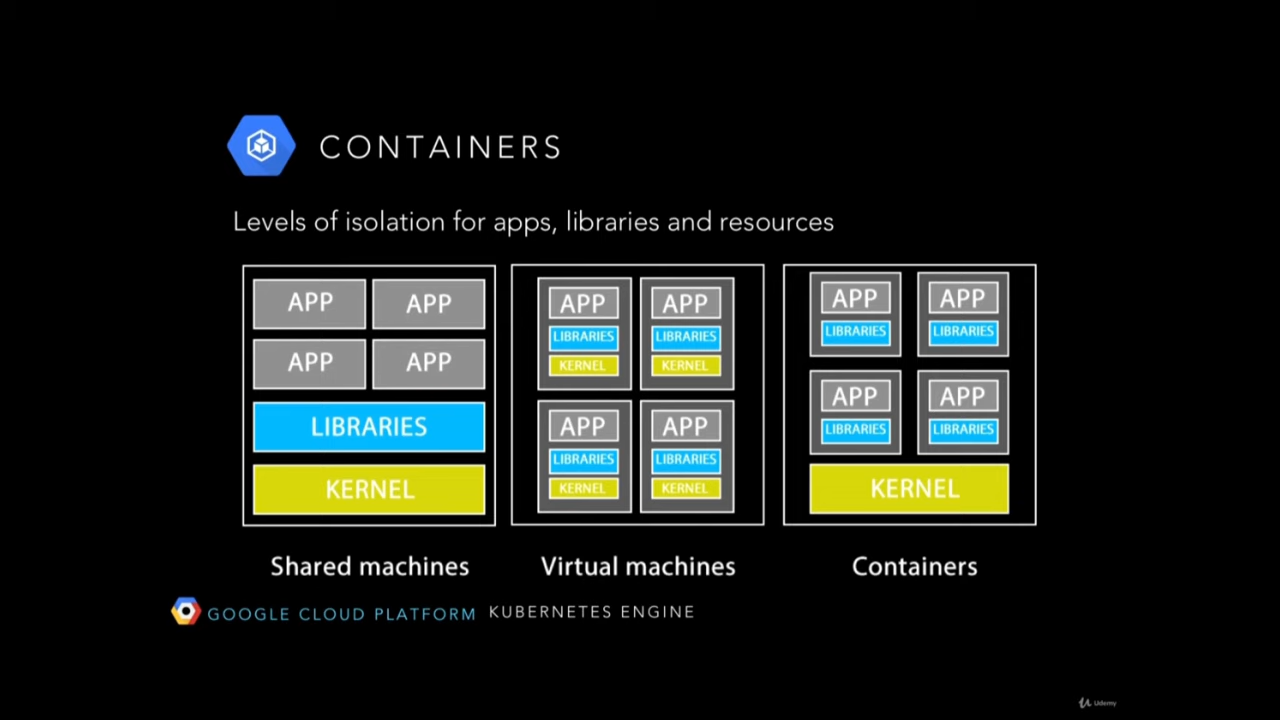 CONTAINERS
Levels of isolation for apps, libraries and resources
APP APP
APP APP
LIBRARIES
KERNEL
Shared machines
APP APP
LIBRARIES LIBRARIES
KERNEL KERNEL
APP APP
LIBRARIES LIBRARIES
KERNEL KERNEL
Virtual machines
APP APP
LIBRARIES LIBRARIES
APP APP
LIBRARIES LIBRARIES
KERNEL
Containers
GOOGLE CLOUD PLATFORM KUBERNETES ENGINE
Udemy